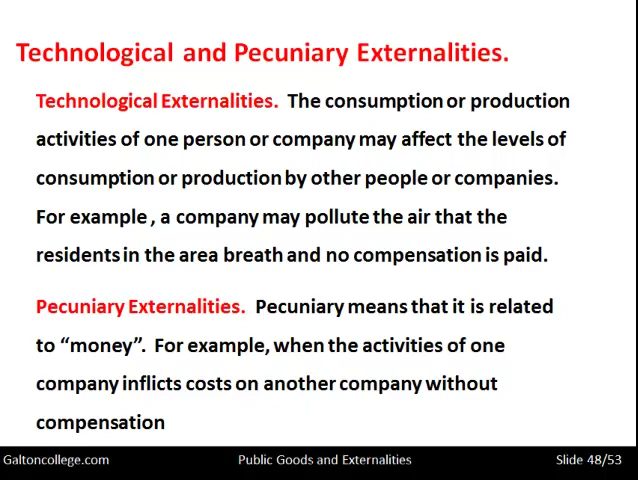 Technological and Pecuniary Externalities.
Technological Externalities. The consumption or production
activities of one person or company may affect the levels of
consumption or production by other people or companies.
For example , a company may pollute the air that the
residents in the area breath and no compensation is paid.
Pecuniary Externalities. Pecuniary means that it is related
to “money”. For example, when the activities of one
company inflicts costs on another company without
compensation
Galtoncollege.com Public Goods and Externalities Slide 48/53